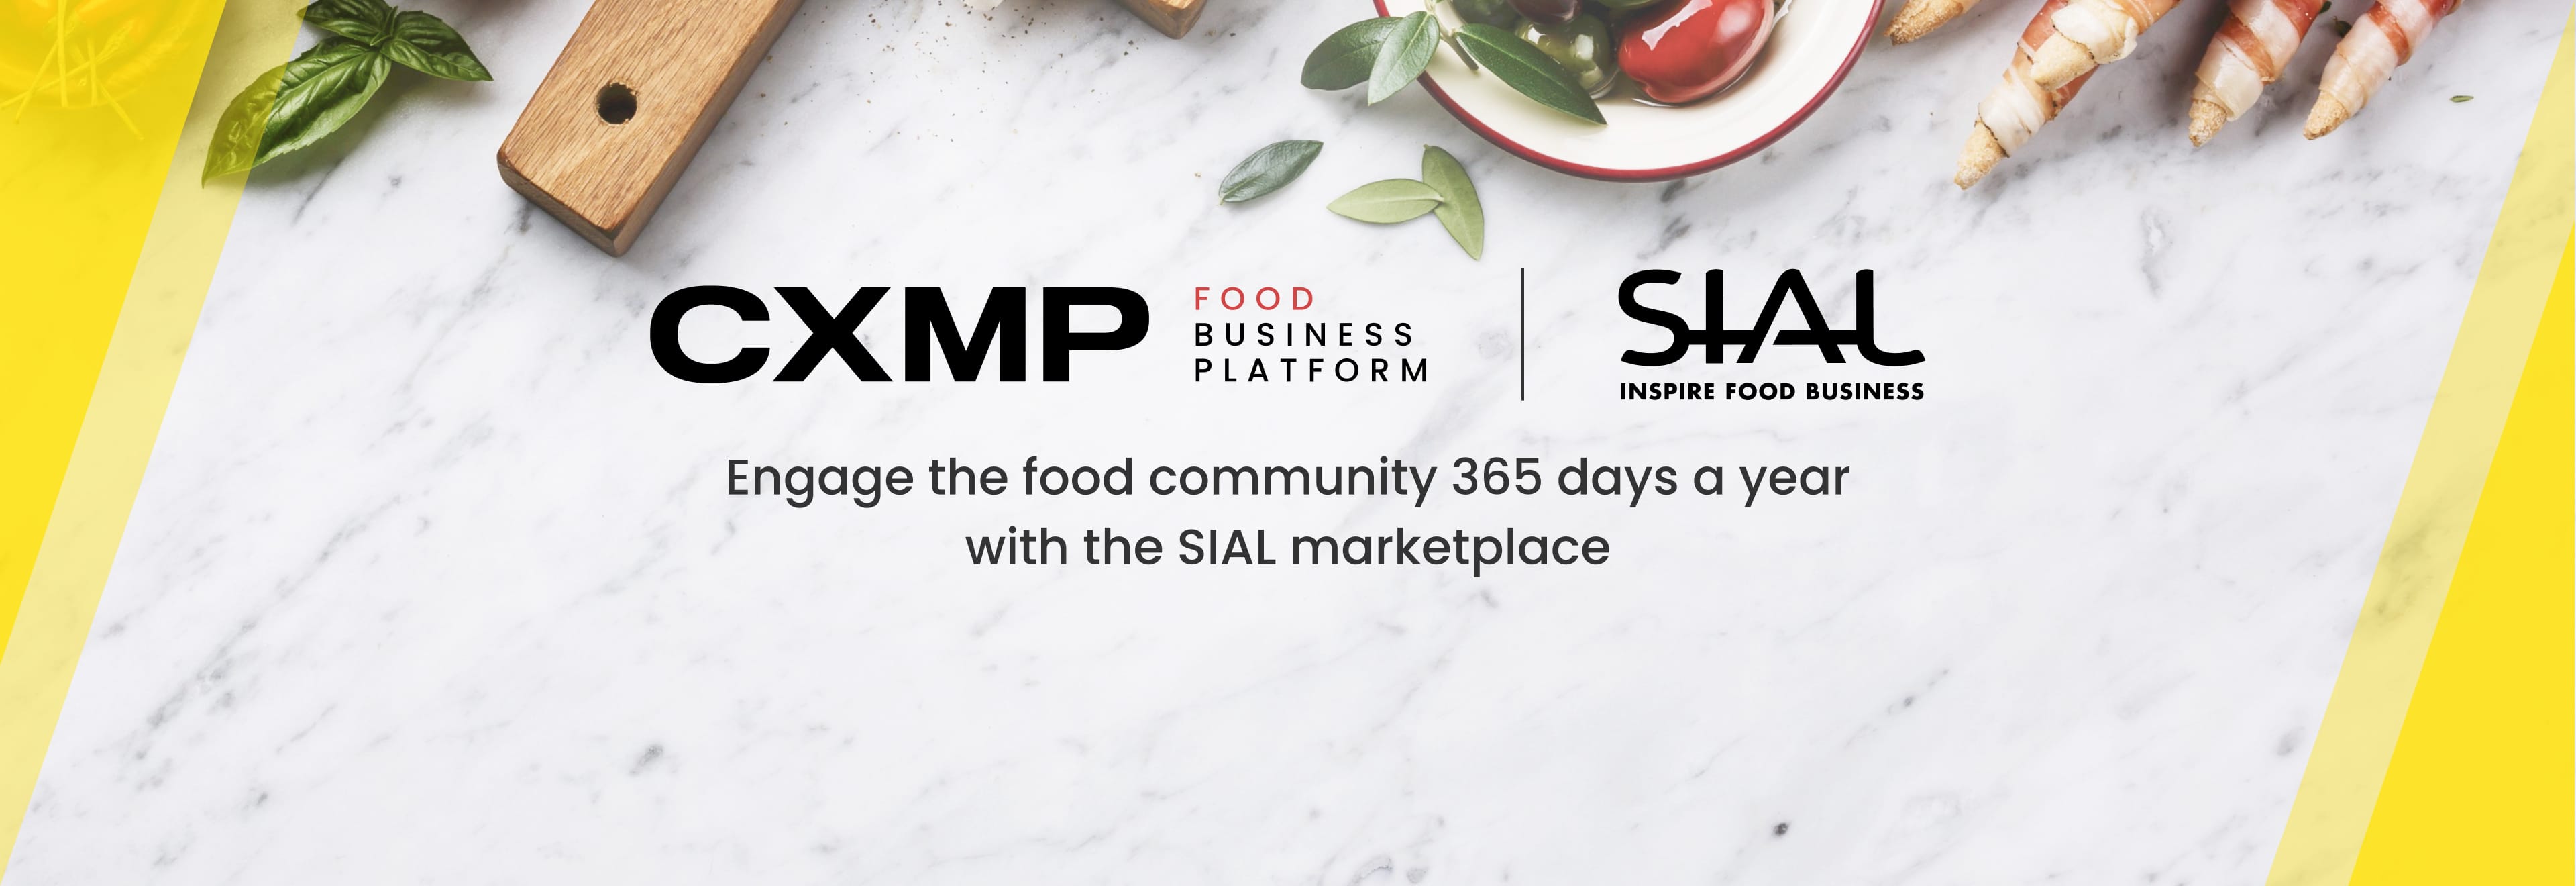 CXMP
FOOD
BUSINESS
PLATFORM
SIAL
INSPIRE FOOD BUSINESS
Engage the food community 365 days a year
with the SIAL marketplace